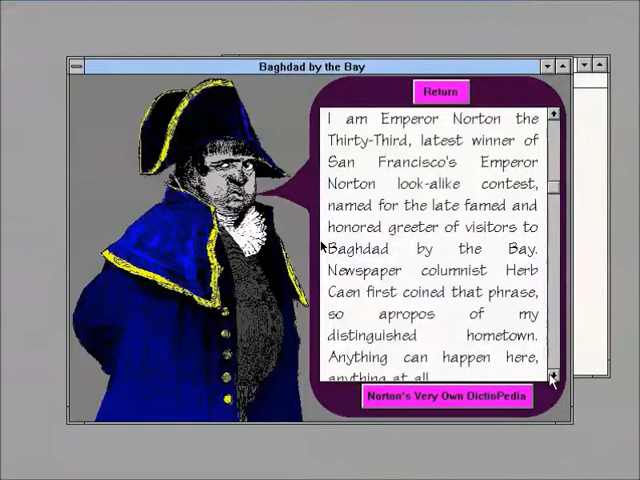 Baghdad by the Bay
Return
I am Emperor Norton the
Thirty-Third, latest winner of
San Francisco's Emperor
Norton look-alike contest,
named for the late famed and
honored greeter of visitors to
Baghdad by the Bay.
Newspaper columnist Herb
Caen first coined that phrase,
so apropos of my
distinguished hometown.
Anything can happen here,
anything at all
Norton's Very Own DictioPedia